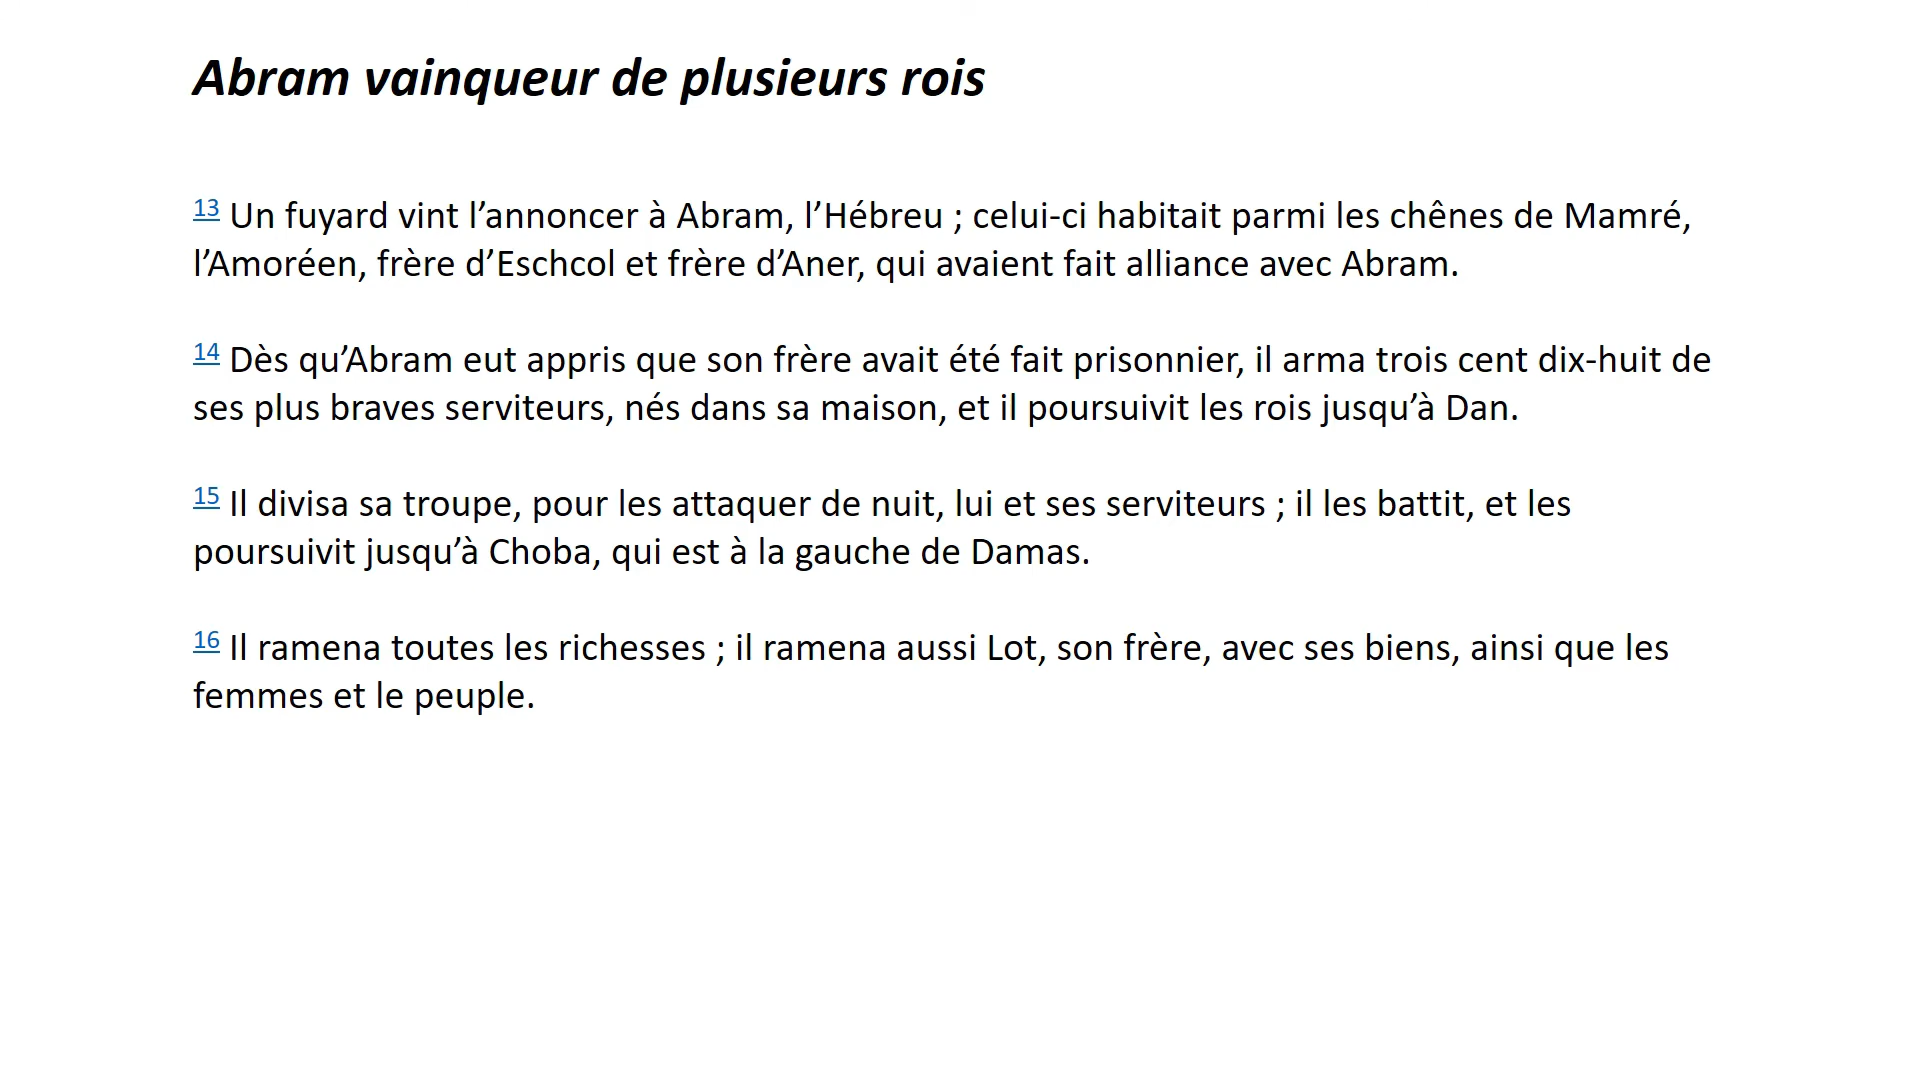 Abram vainqueur de plusieurs rois
13 Un fuyard vint l’annoncer à Abram, l’Hébreu ; celui-ci habitait parmi les chênes de Mamré,
l’Amoréen, frère d’Eschcol et frère d’Aner, qui avaient fait alliance avec Abram.
14 Dès qu’Abram eut appris que son frère avait été fait prisonnier, il arma trois cent dix-huit de
ses plus braves serviteurs, nés dans sa maison, et il poursuivit les rois jusqu’à Dan.
15 Il divisa sa troupe, pour les attaquer de nuit, lui et ses serviteurs ; il les battit, et les
poursuivit jusqu’à Choba, qui est à la gauche de Damas.
16 Il ramena toutes les richesses ; il ramena aussi Lot, son frère, avec ses biens, ainsi que les
femmes et le peuple.